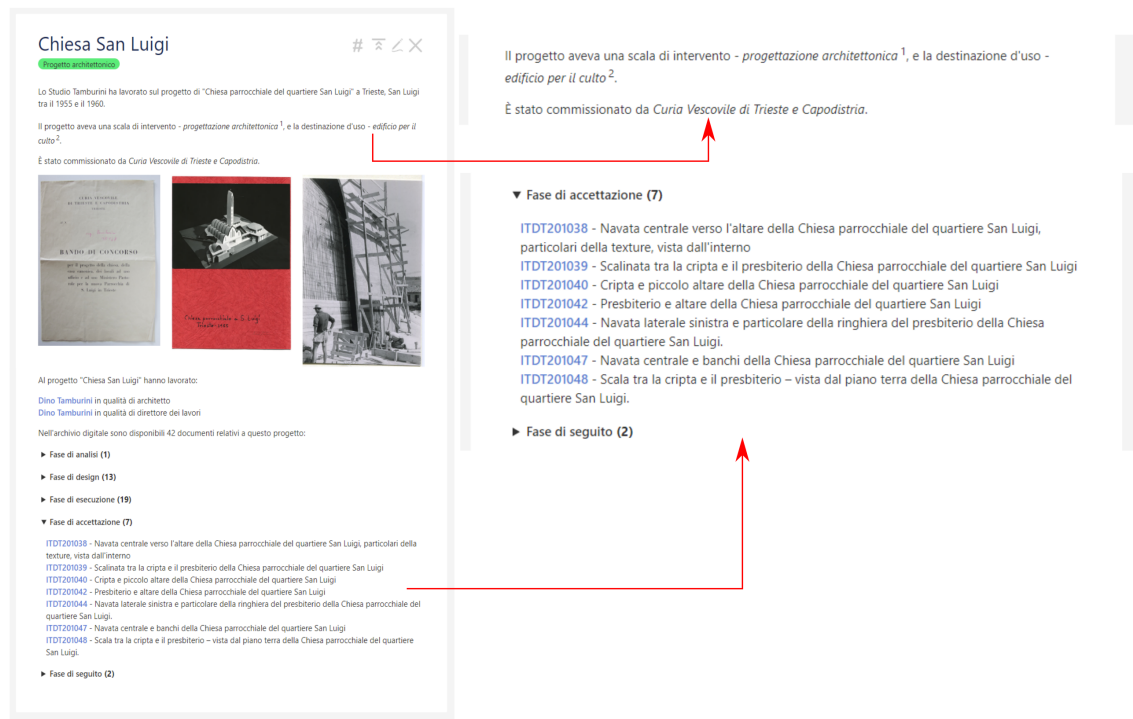 Chiesa San Luigi
Progetto architettonico
Lo Studio Tamburini ha lavorato sul progetto di "Chiesa parrocchiale del quartiere San Luigi" a Trieste, San Luigi
tra il 1955 e il 1960.
Il progetto aveva una scala di intervento - progettazione architettonica 1, e la destinazione d'uso - edificio per il
culto 2.
È stato commissionato da Curia Vescovile di Trieste e Capodistria.
CURIA VESCOVILE
DI TRIESTE E CAPODISTRIA
BANDO DI CONCORSO
per il progetto della chiesa della
S. Luigi in Trieste
Chiesa parrocchiale a S. Luigi
Al progetto "Chiesa San Luigi" hanno lavorato:
Dino Tamburini in qualità di architetto
Dino Tamburini in qualità di direttore dei lavori
Nell'archivio digitale sono disponibili 42 documenti relativi a questo progetto:
► Fase di analisi (1)
► Fase di design (13)
► Fase di esecuzione (19)
▼ Fase di accettazione (7)
ITDT201038 - Navata centrale verso l'altare della Chiesa parrocchiale del quartiere San Luigi, particolari della
texture, vista dall'interno
ITDT201039 - Scalinata tra la cripta e il presbiterio della Chiesa parrocchiale del quartiere San Luigi
ITDT201040 - Cripta e piccolo altare della Chiesa parrocchiale del quartiere San Luigi
ITDT201042 - Presbiterio e altare della Chiesa parrocchiale del quartiere San Luigi
ITDT201044 - Navata laterale sinistra e particolare della ringhiera del presbiterio della Chiesa parrocchiale del
quartiere San Luigi.
ITDT201047 - Navata centrale e banchi della Chiesa parrocchiale del quartiere San Luigi
ITDT201048 - Scala tra la cripta e il presbiterio – vista dal piano terra della Chiesa parrocchiale del quartiere
San Luigi.
► Fase di seguito (2)
Il progetto aveva una scala di intervento - progettazione architettonica 1, e la destinazione d'uso -
edificio per il culto 2.
È stato commissionato da Curia Vescovile di Trieste e Capodistria.
▼ Fase di accettazione (7)
ITDT201038 - Navata centrale verso l'altare della Chiesa parrocchiale del quartiere San Luigi,
particolari della texture, vista dall'interno
ITDT201039 - Scalinata tra la cripta e il presbiterio della Chiesa parrocchiale del quartiere San Luigi
ITDT201040 - Cripta e piccolo altare della Chiesa parrocchiale del quartiere San Luigi
ITDT201042 - Presbiterio e altare della Chiesa parrocchiale del quartiere San Luigi
ITDT201044 - Navata laterale sinistra e particolare della ringhiera del presbiterio della Chiesa
parrocchiale del quartiere San Luigi.
ITDT201047 - Navata centrale e banchi della Chiesa parrocchiale del quartiere San Luigi
ITDT201048 - Scala tra la cripta e il presbiterio – vista dal piano terra della Chiesa parrocchiale del
quartiere San Luigi.
► Fase di seguito (2)